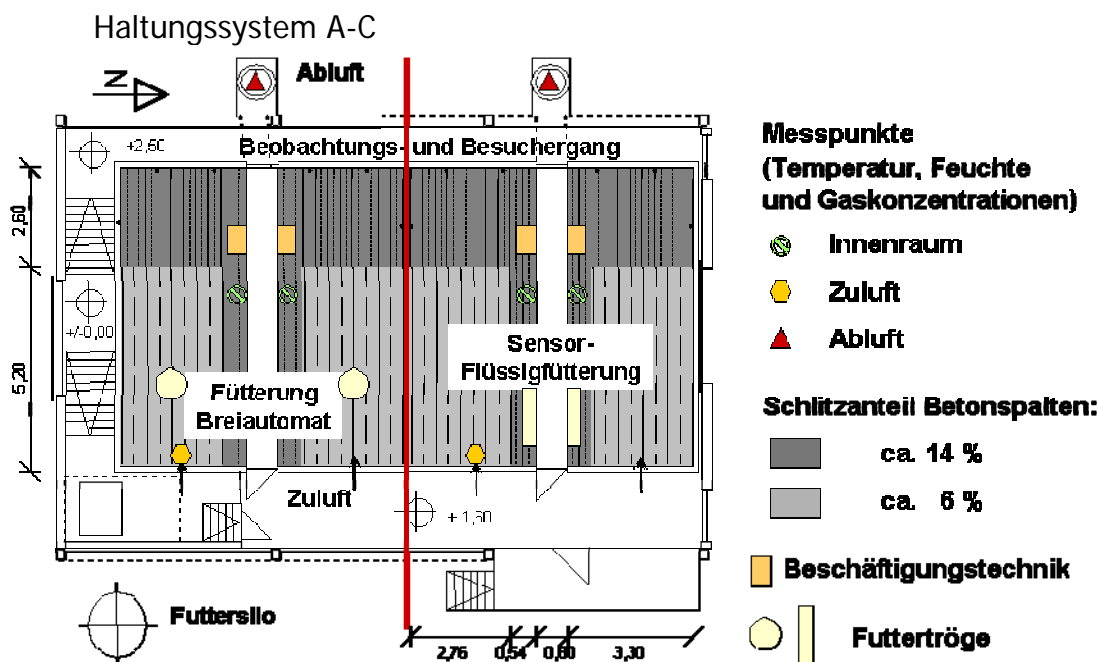 Haltungssystem A-C
N
Abluft
+2,60
Beobachtungs- und Besuchergang
2,60
+/-0,00
5,20
Sensor-
Flüssigfütterung
Fütterung
Breiautomat
Zuluft
+ 1,60
Futtersilo
2,76
0,54
0,60
3,30
Messpunkte
(Temperatur, Feuchte
und Gaskonzentrationen)
Innenraum
Zuluft
Abluft
Schlitzanteil Betonspalten:
ca. 14 %
ca. 6 %
Beschäftigungstechnik
Futtertröge